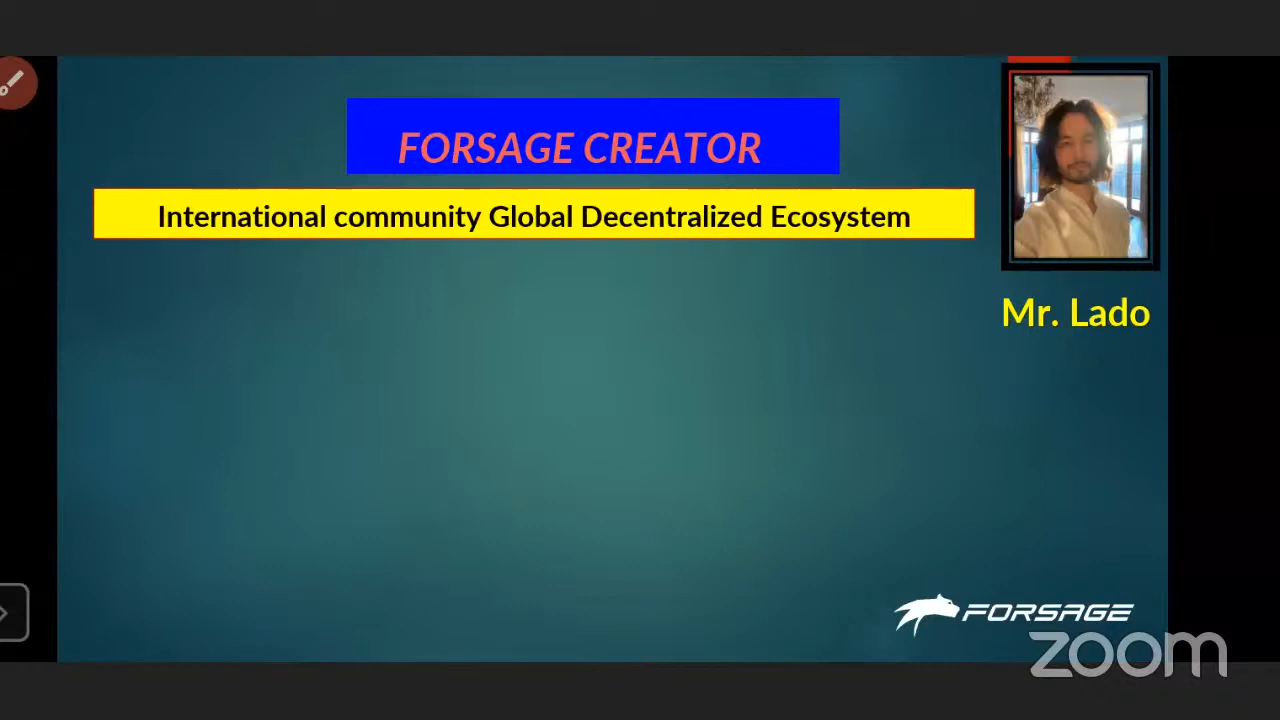 FORSAGE CREATOR
International community Global Decentralized Ecosystem
Mr. Lado
FORSAGE
zoom